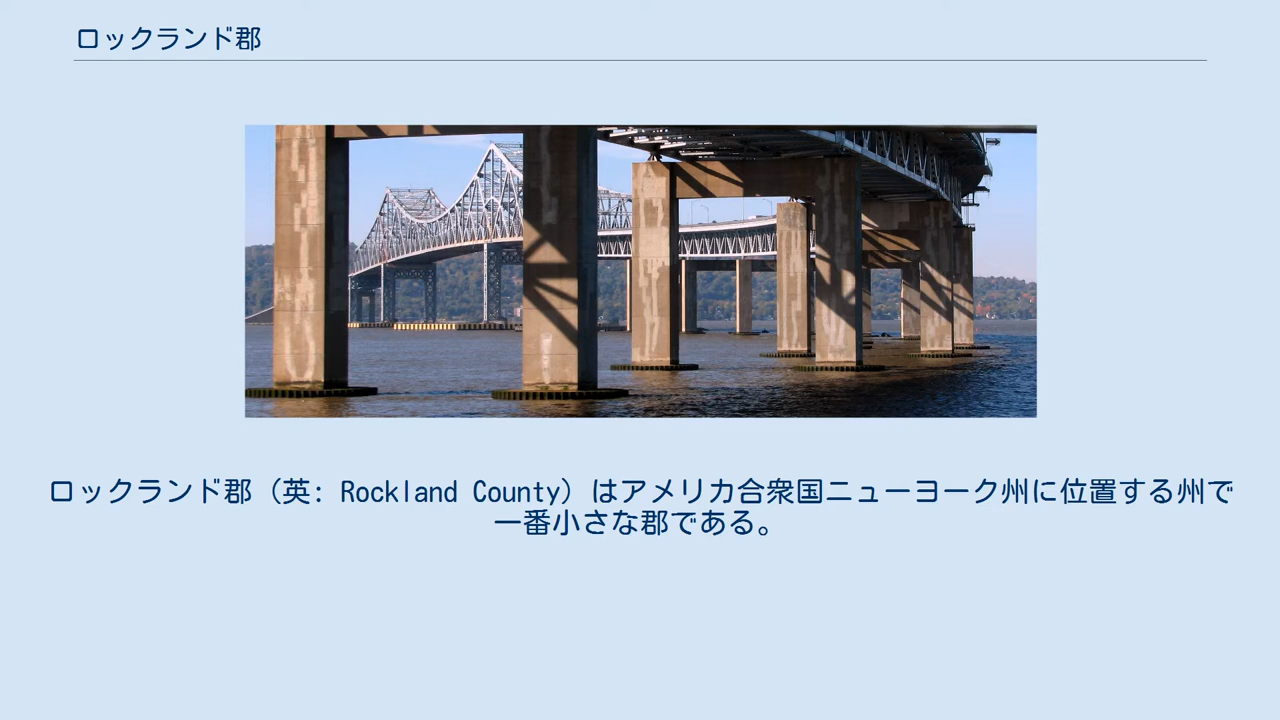 ロックランド郡
ロックランド郡（英: Rockland County）はアメリカ合衆国ニューヨーク州に位置する州で
一番小さな郡である。